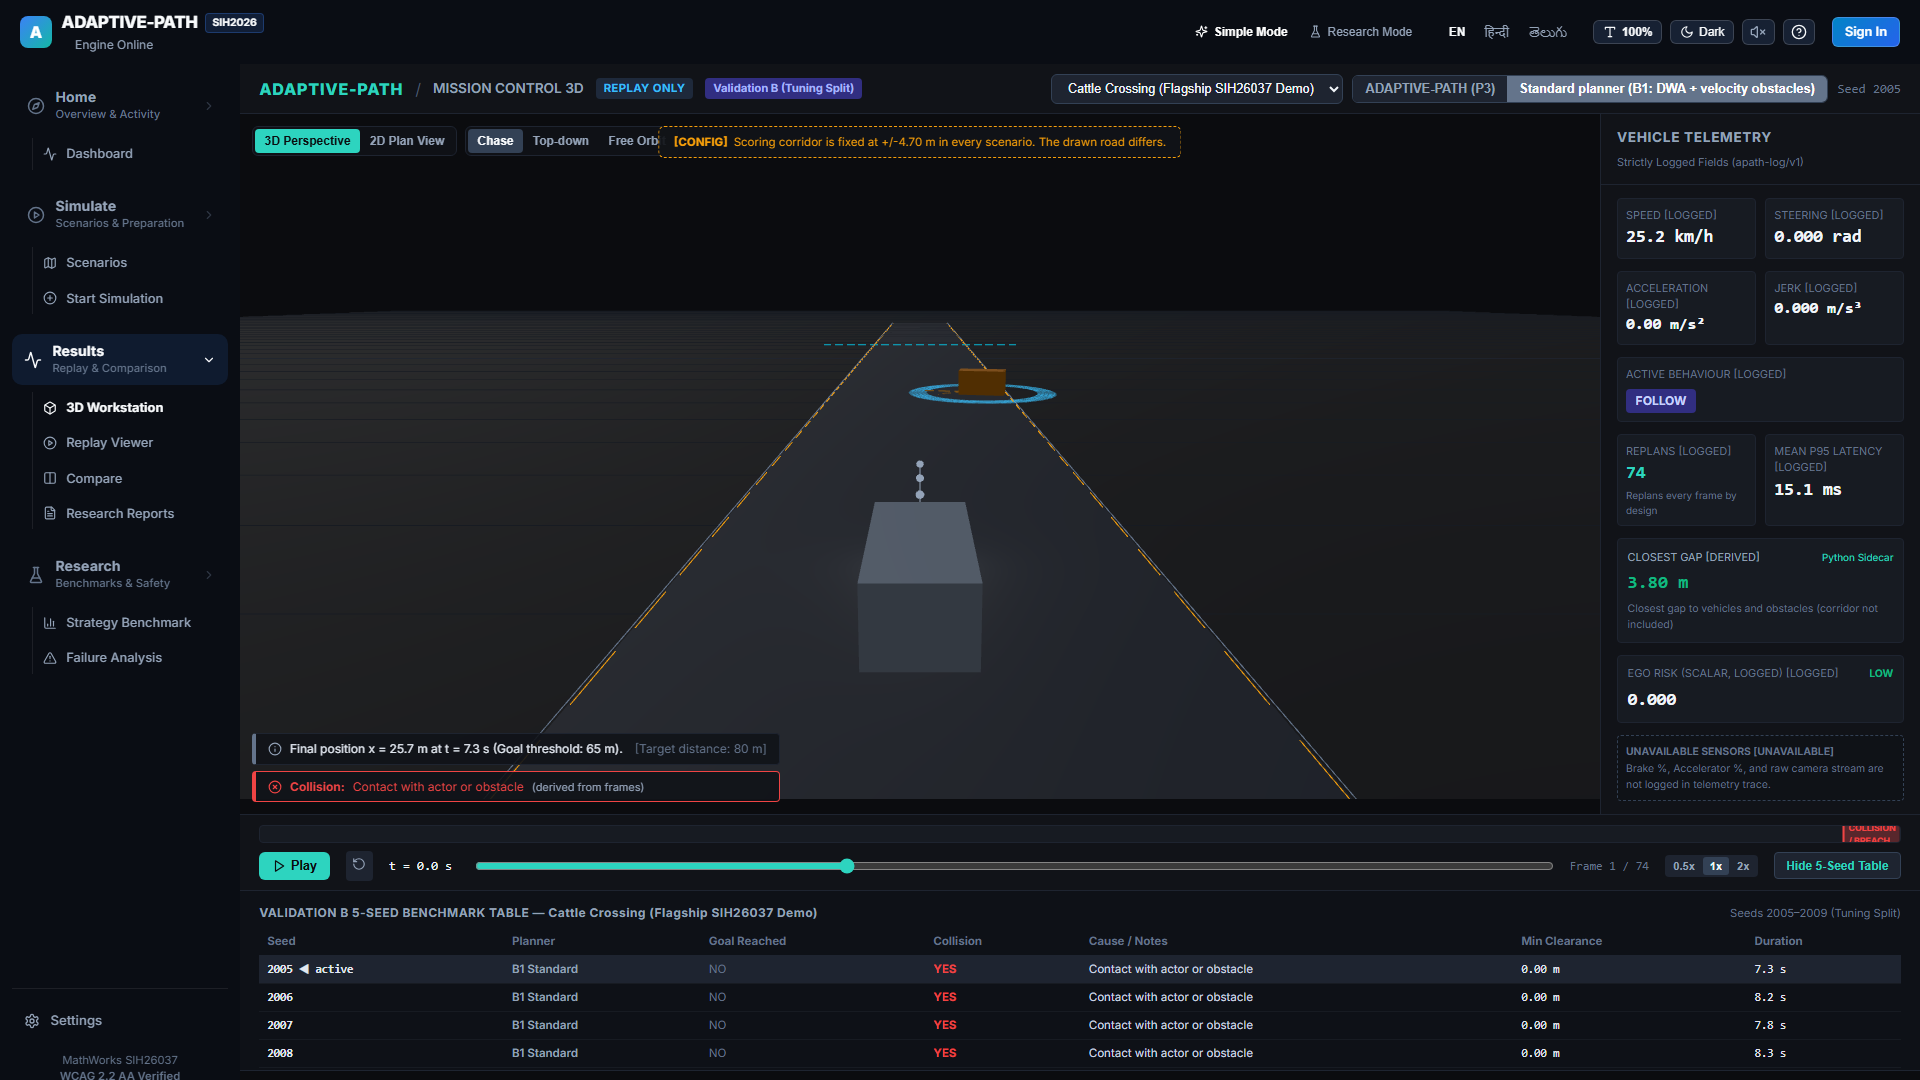 A
ADAPTIVE-PATH SIH2026
Engine Online
Simple Mode
Research Mode
EN हिन्दी తెలుగు
100%
Dark
Sign In
Home
Overview & Activity
Dashboard
Simulate
Scenarios & Preparation
Scenarios
Start Simulation
Results
Replay & Comparison
3D Workstation
Replay Viewer
Compare
Research Reports
Research
Benchmarks & Safety
Strategy Benchmark
Failure Analysis
Settings
MathWorks SIH26037
WCAG 2.2 AA Verified
ADAPTIVE-PATH / MISSION CONTROL 3D REPLAY ONLY Validation B (Tuning Split)
Cattle Crossing (Flagship SIH26037 Demo)
ADAPTIVE-PATH (P3) Standard planner (B1: DWA + velocity obstacles) Seed 2005
3D Perspective 2D Plan View
Chase Top-down Free Orb
[CONFIG] Scoring corridor is fixed at +/-4.70 m in every scenario. The drawn road differs.
Final position x = 25.7 m at t = 7.3 s (Goal threshold: 65 m). [Target distance: 80 m]
Collision: Contact with actor or obstacle (derived from frames)
VEHICLE TELEMETRY
Strictly Logged Fields (apath-log/v1)
SPEED [LOGGED]
25.2 km/h
STEERING [LOGGED]
0.000 rad
ACCELERATION
[LOGGED]
0.00 m/s²
JERK [LOGGED]
0.000 m/s³
ACTIVE BEHAVIOUR [LOGGED]
FOLLOW
REPLANS [LOGGED]
74
Replans every frame by
design
MEAN P95 LATENCY
[LOGGED]
15.1 ms
CLOSEST GAP [DERIVED] Python Sidecar
3.80 m
Closest gap to vehicles and obstacles (corridor not
included)
EGO RISK (SCALAR, LOGGED) [LOGGED] LOW
0.000
UNAVAILABLE SENSORS [UNAVAILABLE]
Brake %, Accelerator %, and raw camera stream are
not logged in telemetry trace.
COLLISION
/ BREACH
Play
t = 0.0 s
Frame 1 / 74
0.5x 1x 2x
Hide 5-Seed Table
VALIDATION B 5-SEED BENCHMARK TABLE — Cattle Crossing (Flagship SIH26037 Demo)
Seeds 2005–2009 (Tuning Split)
Seed Planner Goal Reached Collision Cause / Notes Min Clearance Duration
2005 ◀ active B1 Standard NO YES Contact with actor or obstacle 0.00 m 7.3 s
2006 B1 Standard NO YES Contact with actor or obstacle 0.00 m 8.2 s
2007 B1 Standard NO YES Contact with actor or obstacle 0.00 m 7.8 s
2008 B1 Standard NO YES Contact with actor or obstacle 0.00 m 8.3 s